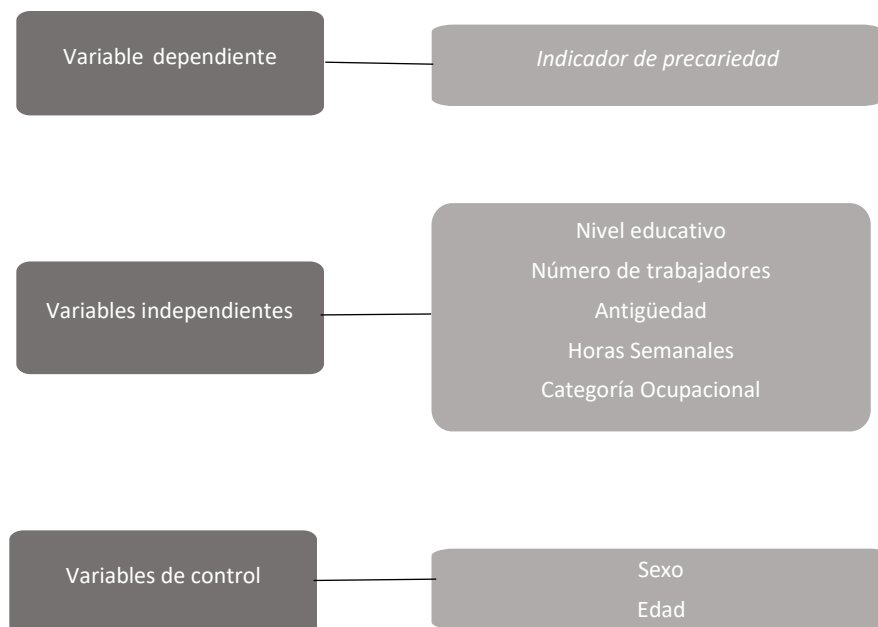 Variable dependiente
Indicador de precariedad
Variables independientes
Nivel educativo
Número de trabajadores
Antigüedad
Horas Semanales
Categoría Ocupacional
Variables de control
Sexo
Edad